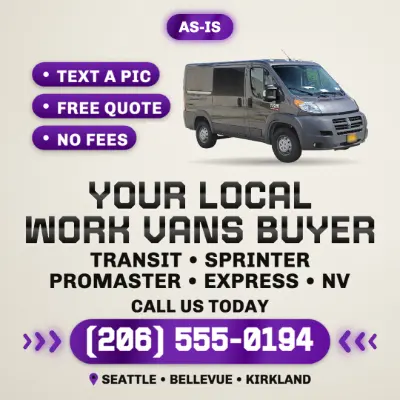 AS-IS
• TEXT A PIC
• FREE QUOTE
• NO FEES
YOUR LOCAL
WORK VANS BUYER
TRANSIT • SPRINTER
PROMASTER • EXPRESS • NV
CALL US TODAY
(206) 555-0194
SEATTLE • BELLEVUE • KIRKLAND